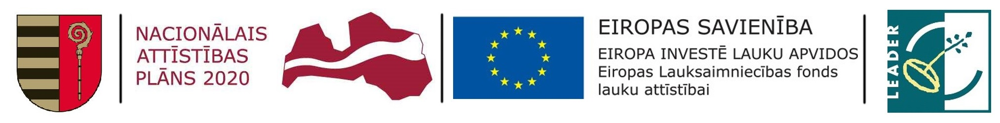 NACIONĀLAIS
ATTĪSTĪBAS
PLĀNS 2020
EIROPAS SAVIENĪBA
EIROPA INVESTĒ LAUKU APVIDOS
Eiropas Lauksaimniecības fonds
lauku attīstībai
LEADER